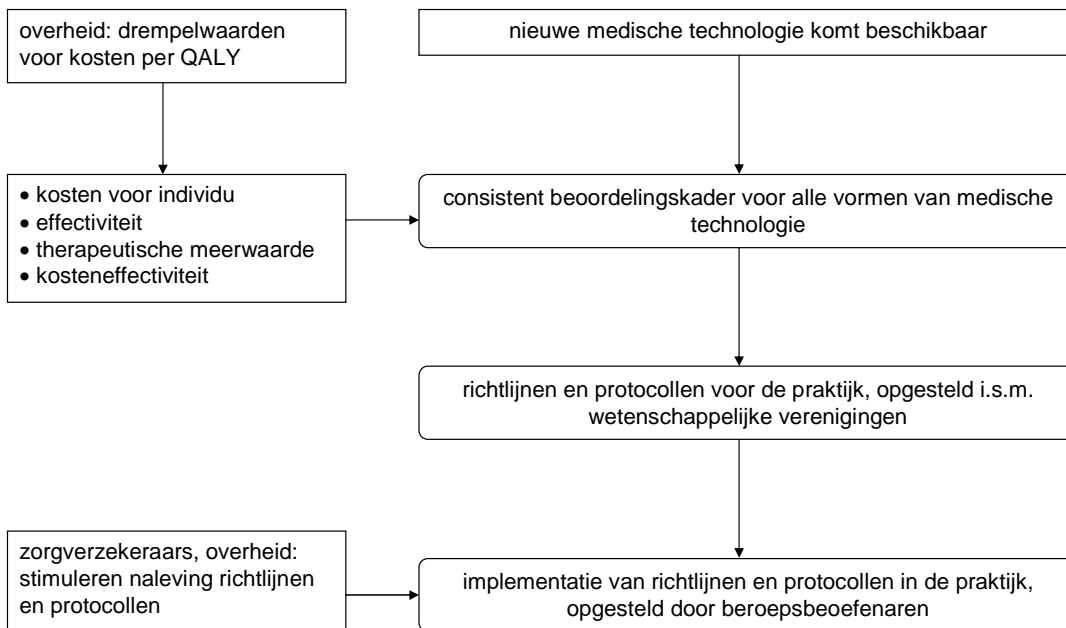 overheid: drempelwaarden
voor kosten per QALY
nieuwe medische technologie komt beschikbaar
• kosten voor individu
• effectiviteit
• therapeutische meerwaarde
• kosteneffectiviteit
consistent beoordelingskader voor alle vormen van medische
technologie
richtlijnen en protocollen voor de praktijk, opgesteld i.s.m.
wetenschappelijke verenigingen
zorgverzekeraars, overheid:
stimuleren naleving richtlijnen
en protocollen
implementatie van richtlijnen en protocollen in de praktijk,
opgesteld door beroepsbeoefenaren